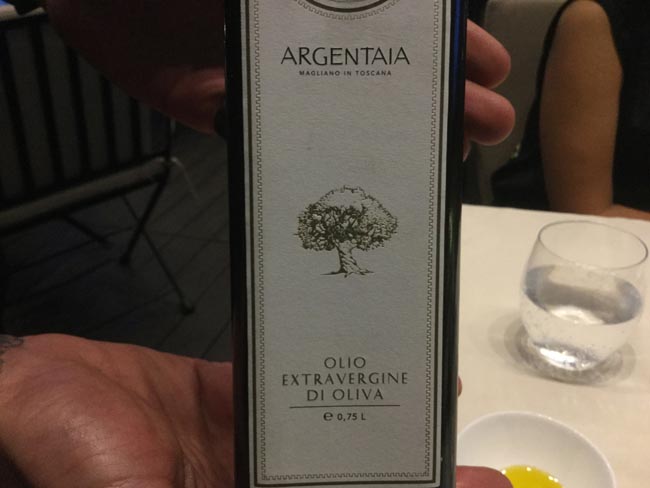 ARGENTAIA
MAGLIANO IN TOSCANA
OLIO
EXTRAVERGINE
DI OLIVA
℮ 0,75 L